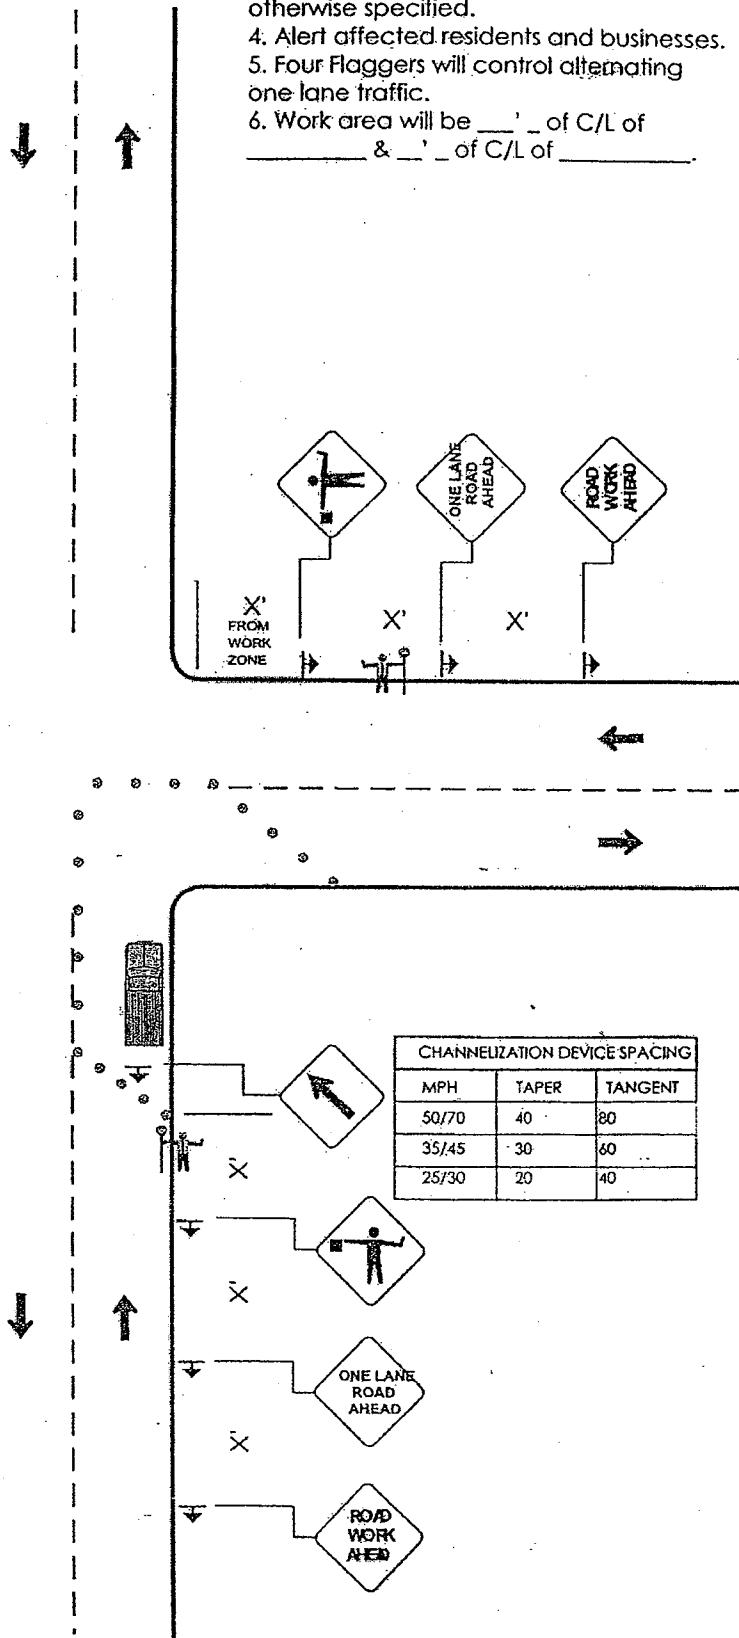 otherwise specified.
4. Alert affected residents and businesses.
5. Four Flaggers will control alternating
one lane traffic.
6. Work area will be ___' _ of C/L of
_________ & __' _ of C/L of __________.
ONE LANE
ROAD
AHEAD
ROAD
WORK
AHEAD
X'
FROM
WORK
ZONE
X'
X'
CHANNELIZATION DEVICE SPACING
MPH TAPER TANGENT
50/70 40 80
35/45 30 60
25/30 20 40
X
X
ONE LANE
ROAD
AHEAD
X
ROAD
WORK
AHEAD